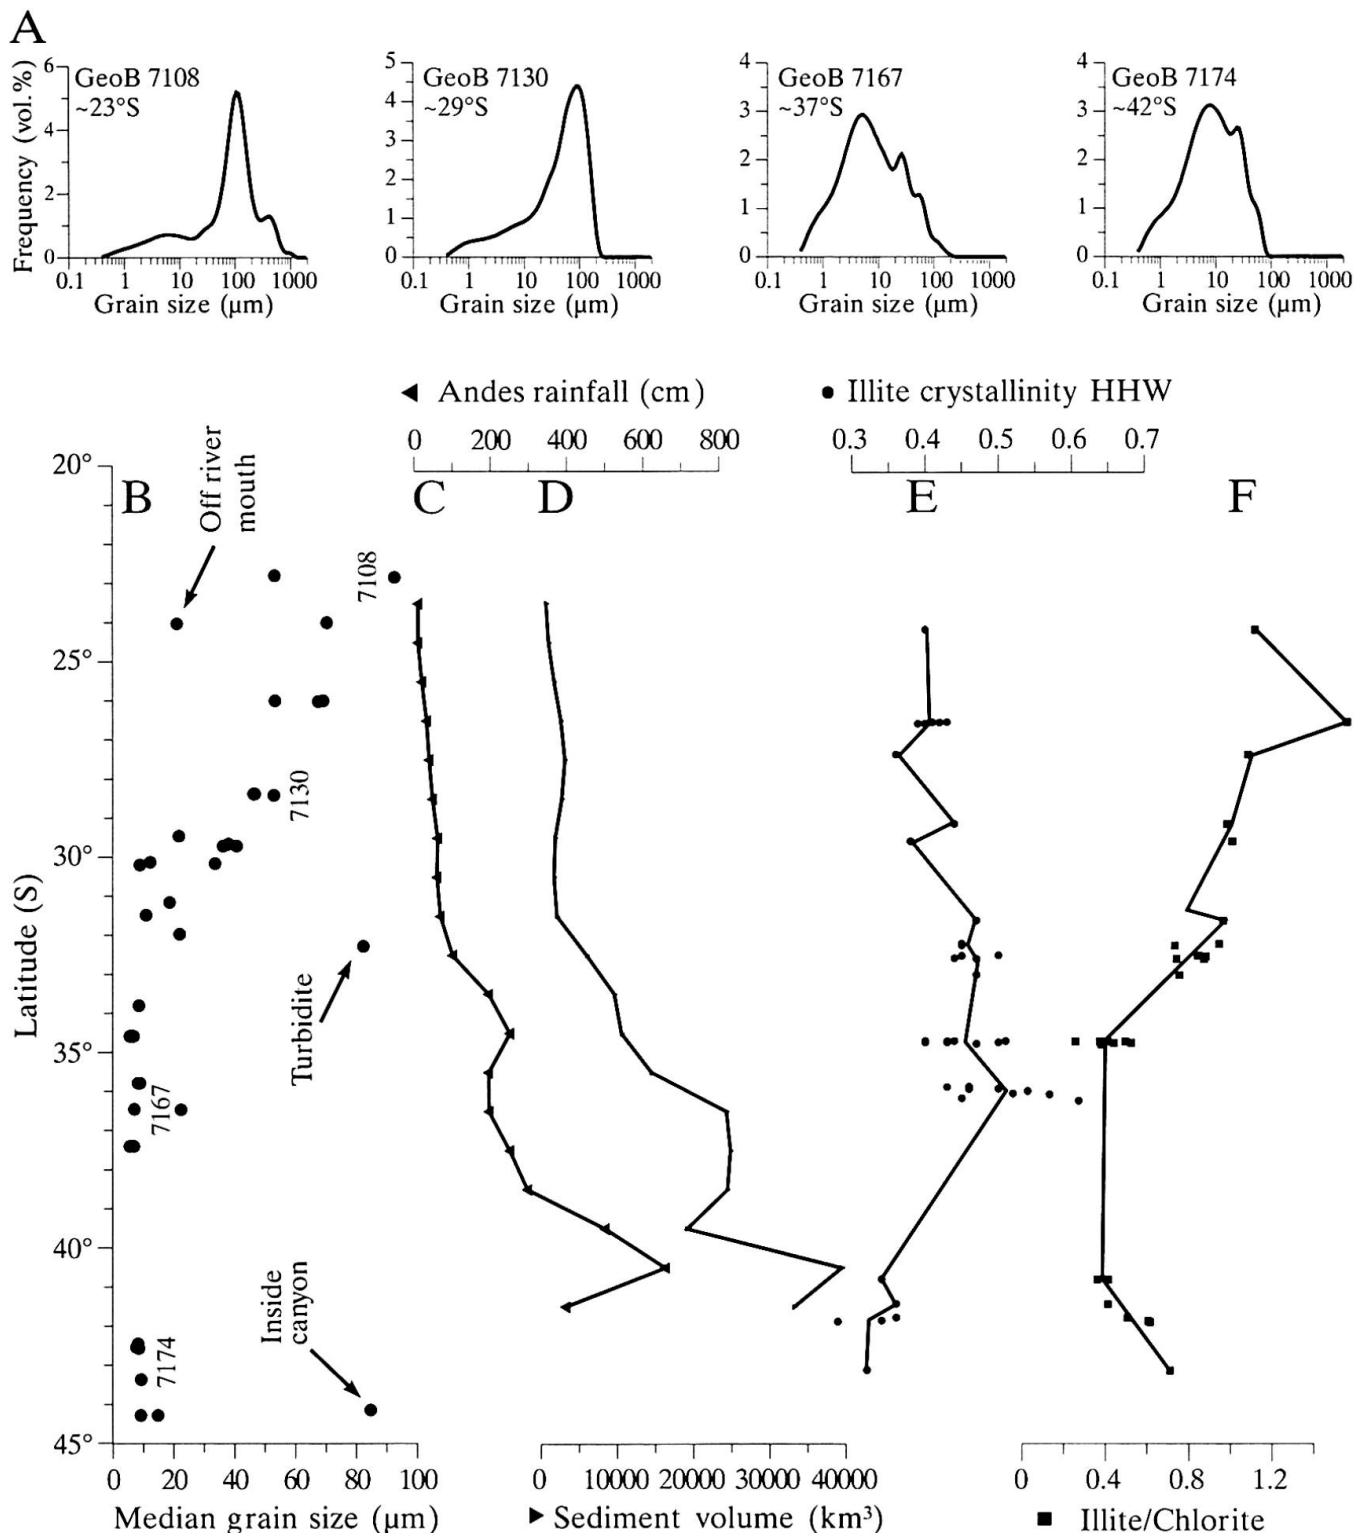 A
GeoB 7108
~23°S
GeoB 7130
~29°S
GeoB 7167
~37°S
GeoB 7174
~42°S
Frequency (vol.%)
6
4
2
0
5
4
3
2
1
0
4
3
2
1
0
4
3
2
1
0
0.1 1 10 100 1000
0.1 1 10 100 1000
0.1 1 10 100 1000
0.1 1 10 100 1000
Grain size (µm)
Grain size (µm)
Grain size (µm)
Grain size (µm)
Andes rainfall (cm)
Illite crystallinity HHW
0 200 400 600 800
0.3 0.4 0.5 0.6 0.7
B
C
D
E
F
Latitude (S)
20°
25°
30°
35°
40°
45°
Off river
mouth
7108
7130
Turbidite
7167
Inside
canyon
7174
0 20 40 60 80 100
0 10000 20000 30000 40000
0 0.4 0.8 1.2
Median grain size (µm)
Sediment volume (km³)
Illite/Chlorite